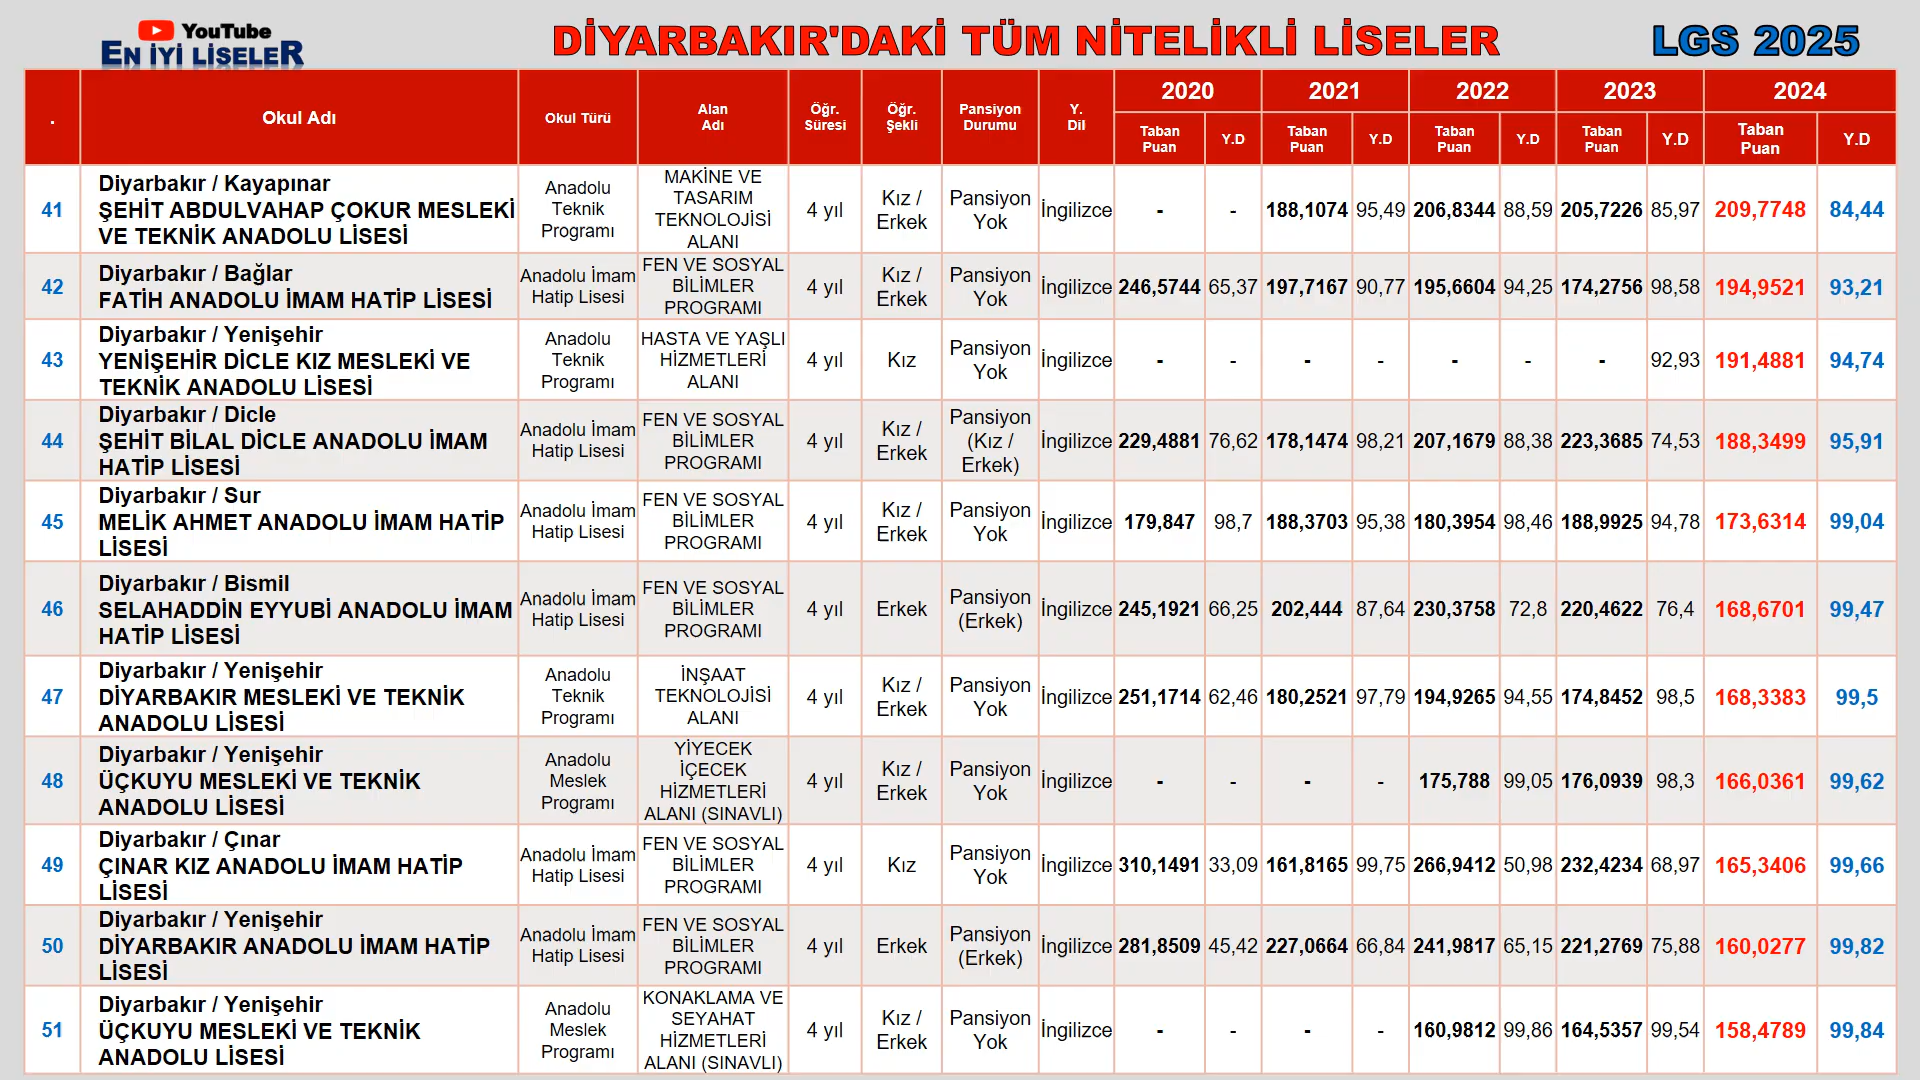 YouTube
EN İYİ LİSELER
DİYARBAKIR'DAKİ TÜM NİTELİKLİ LİSELER
LGS 2025
. Okul Adı Okul Türü Alan Adı Öğr. Süresi Öğr. Şekli Pansiyon Durumu Y. Dil 2020 2021 2022 2023 2024
Taban Puan Y.D Taban Puan Y.D Taban Puan Y.D Taban Puan Y.D Taban Puan Y.D
41 Diyarbakır / Kayapınar ŞEHİT ABDULVAHAP ÇOKUR MESLEKİ VE TEKNİK ANADOLU LİSESİ Anadolu Teknik Programı MAKİNE VE TASARIM TEKNOLOJİSİ ALANI 4 yıl Kız / Erkek Pansiyon Yok İngilizce - - 188,1074 95,49 206,8344 88,59 205,7226 85,97 209,7748 84,44
42 Diyarbakır / Bağlar FATİH ANADOLU İMAM HATİP LİSESİ Anadolu İmam Hatip Lisesi FEN VE SOSYAL BİLİMLER PROGRAMI 4 yıl Kız / Erkek Pansiyon Yok İngilizce 246,5744 65,37 197,7167 90,77 195,6604 94,25 174,2756 98,58 194,9521 93,21
43 Diyarbakır / Yenişehir YENİŞEHİR DİCLE KIZ MESLEKİ VE TEKNİK ANADOLU LİSESİ Anadolu Teknik Programı HASTA VE YAŞLI HİZMETLERİ ALANI 4 yıl Kız Pansiyon Yok İngilizce - - - - - - - 92,93 191,4881 94,74
44 Diyarbakır / Dicle ŞEHİT BİLAL DİCLE ANADOLU İMAM HATİP LİSESİ Anadolu İmam Hatip Lisesi FEN VE SOSYAL BİLİMLER PROGRAMI 4 yıl Kız / Erkek Pansiyon (Kız / Erkek) İngilizce 229,4881 76,62 178,1474 98,21 207,1679 88,38 223,3685 74,53 188,3499 95,91
45 Diyarbakır / Sur MELİK AHMET ANADOLU İMAM HATİP LİSESİ Anadolu İmam Hatip Lisesi FEN VE SOSYAL BİLİMLER PROGRAMI 4 yıl Kız / Erkek Pansiyon Yok İngilizce 179,847 98,7 188,3703 95,38 180,3954 98,46 188,9925 94,78 173,6314 99,04
46 Diyarbakır / Bismil SELAHADDİN EYYUBİ ANADOLU İMAM HATİP LİSESİ Anadolu İmam Hatip Lisesi FEN VE SOSYAL BİLİMLER PROGRAMI 4 yıl Erkek Pansiyon (Erkek) İngilizce 245,1921 66,25 202,444 87,64 230,3758 72,8 220,4622 76,4 168,6701 99,47
47 Diyarbakır / Yenişehir DİYARBAKIR MESLEKİ VE TEKNİK ANADOLU LİSESİ Anadolu Teknik Programı İNŞAAT TEKNOLOJİSİ ALANI 4 yıl Kız / Erkek Pansiyon Yok İngilizce 251,1714 62,46 180,2521 97,79 194,9265 94,55 174,8452 98,5 168,3383 99,5
48 Diyarbakır / Yenişehir ÜÇKUYU MESLEKİ VE TEKNİK ANADOLU LİSESİ Anadolu Meslek Programı YİYECEK İÇECEK HİZMETLERİ ALANI (SINAVLI) 4 yıl Kız / Erkek Pansiyon Yok İngilizce - - - - 175,788 99,05 176,0939 98,3 166,0361 99,62
49 Diyarbakır / Çınar ÇINAR KIZ ANADOLU İMAM HATİP LİSESİ Anadolu İmam Hatip Lisesi FEN VE SOSYAL BİLİMLER PROGRAMI 4 yıl Kız Pansiyon Yok İngilizce 310,1491 33,09 161,8165 99,75 266,9412 50,98 232,4234 68,97 165,3406 99,66
50 Diyarbakır / Yenişehir DİYARBAKIR ANADOLU İMAM HATİP LİSESİ Anadolu İmam Hatip Lisesi FEN VE SOSYAL BİLİMLER PROGRAMI 4 yıl Erkek Pansiyon (Erkek) İngilizce 281,8509 45,42 227,0664 66,84 241,9817 65,15 221,2769 75,88 160,0277 99,82
51 Diyarbakır / Yenişehir ÜÇKUYU MESLEKİ VE TEKNİK ANADOLU LİSESİ Anadolu Meslek Programı KONAKLAMA VE SEYAHAT HİZMETLERİ ALANI (SINAVLI) 4 yıl Kız / Erkek Pansiyon Yok İngilizce - - - - 160,9812 99,86 164,5357 99,54 158,4789 99,84